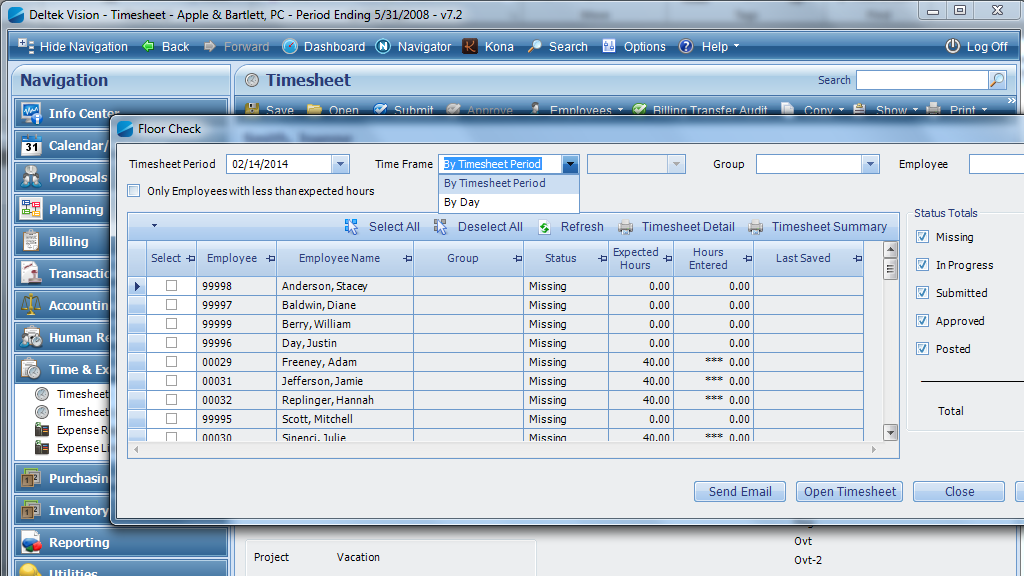 Deltek Vision - Timesheet - Apple & Bartlett, PC - Period Ending 5/31/2008 - v7.2
Hide Navigation Back Forward Dashboard Navigator Kona Search Options Help Log Off
Navigation
Timesheet
Search
Save Open Submit Approve Employees Billing Transfer Audit Copy Show Print
Info Center
31 Calendar/
Proposals
Planning
Billing
Transactio
Accountin
Human Re
Time & Ex
Timesheet
Timesheet
Expense R
Expense Li
Purchasin
Inventory
Reporting
Utilities
Floor Check
Timesheet Period 02/14/2014 Time Frame By Timesheet Period Group Employee
By Timesheet Period
By Day
Only Employees with less than expected hours
Select All Deselect All Refresh Timesheet Detail Timesheet Summary
Select Employee Employee Name Group Status Expected Hours Hours Entered Last Saved
99998 Anderson, Stacey Missing 0.00 0.00
99997 Baldwin, Diane Missing 0.00 0.00
99999 Berry, William Missing 0.00 0.00
99996 Day, Justin Missing 0.00 0.00
00029 Freeney, Adam Missing 40.00 *** 0.00
00031 Jefferson, Jamie Missing 40.00 *** 0.00
00032 Replinger, Hannah Missing 40.00 *** 0.00
99995 Scott, Mitchell Missing 0.00 0.00
00030 Sinenci, Julie Missing 40.00 *** 0.00
Status Totals
Missing
In Progress
Submitted
Approved
Posted
Total
Send Email Open Timesheet Close
Project Vacation
Ovt
Ovt-2